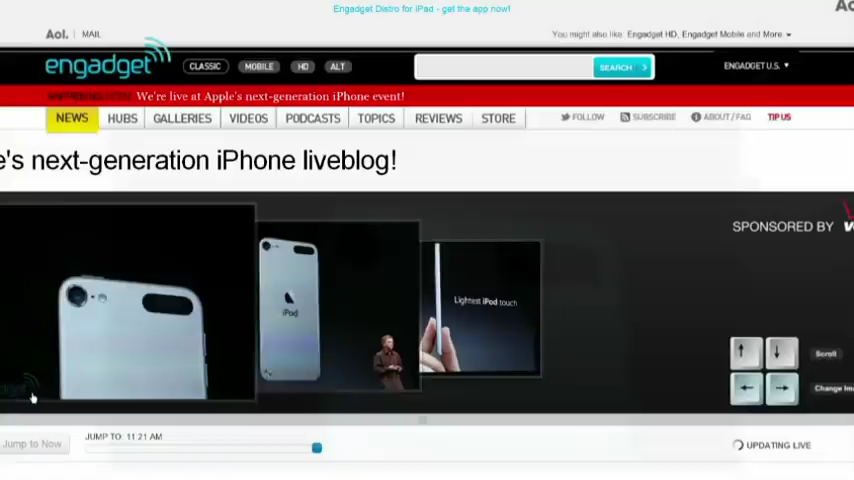 Engadget Distro for iPad - get the app now!
Aol. MAIL
You might also like: Engadget HD, Engadget Mobile and More
engadget
CLASSIC MOBILE HD ALT
SEARCH
ENGADGET U.S.
We're live at Apple's next-generation iPhone event!
NEWS HUBS GALLERIES VIDEOS PODCASTS TOPICS REVIEWS STORE
FOLLOW SUBSCRIBE ABOUT / FAQ TIP US
e's next-generation iPhone liveblog!
SPONSORED BY
iPod
Lightest iPod touch
Scroll
Change Im
Jump to Now
JUMP TO: 11:21 AM
UPDATING LIVE